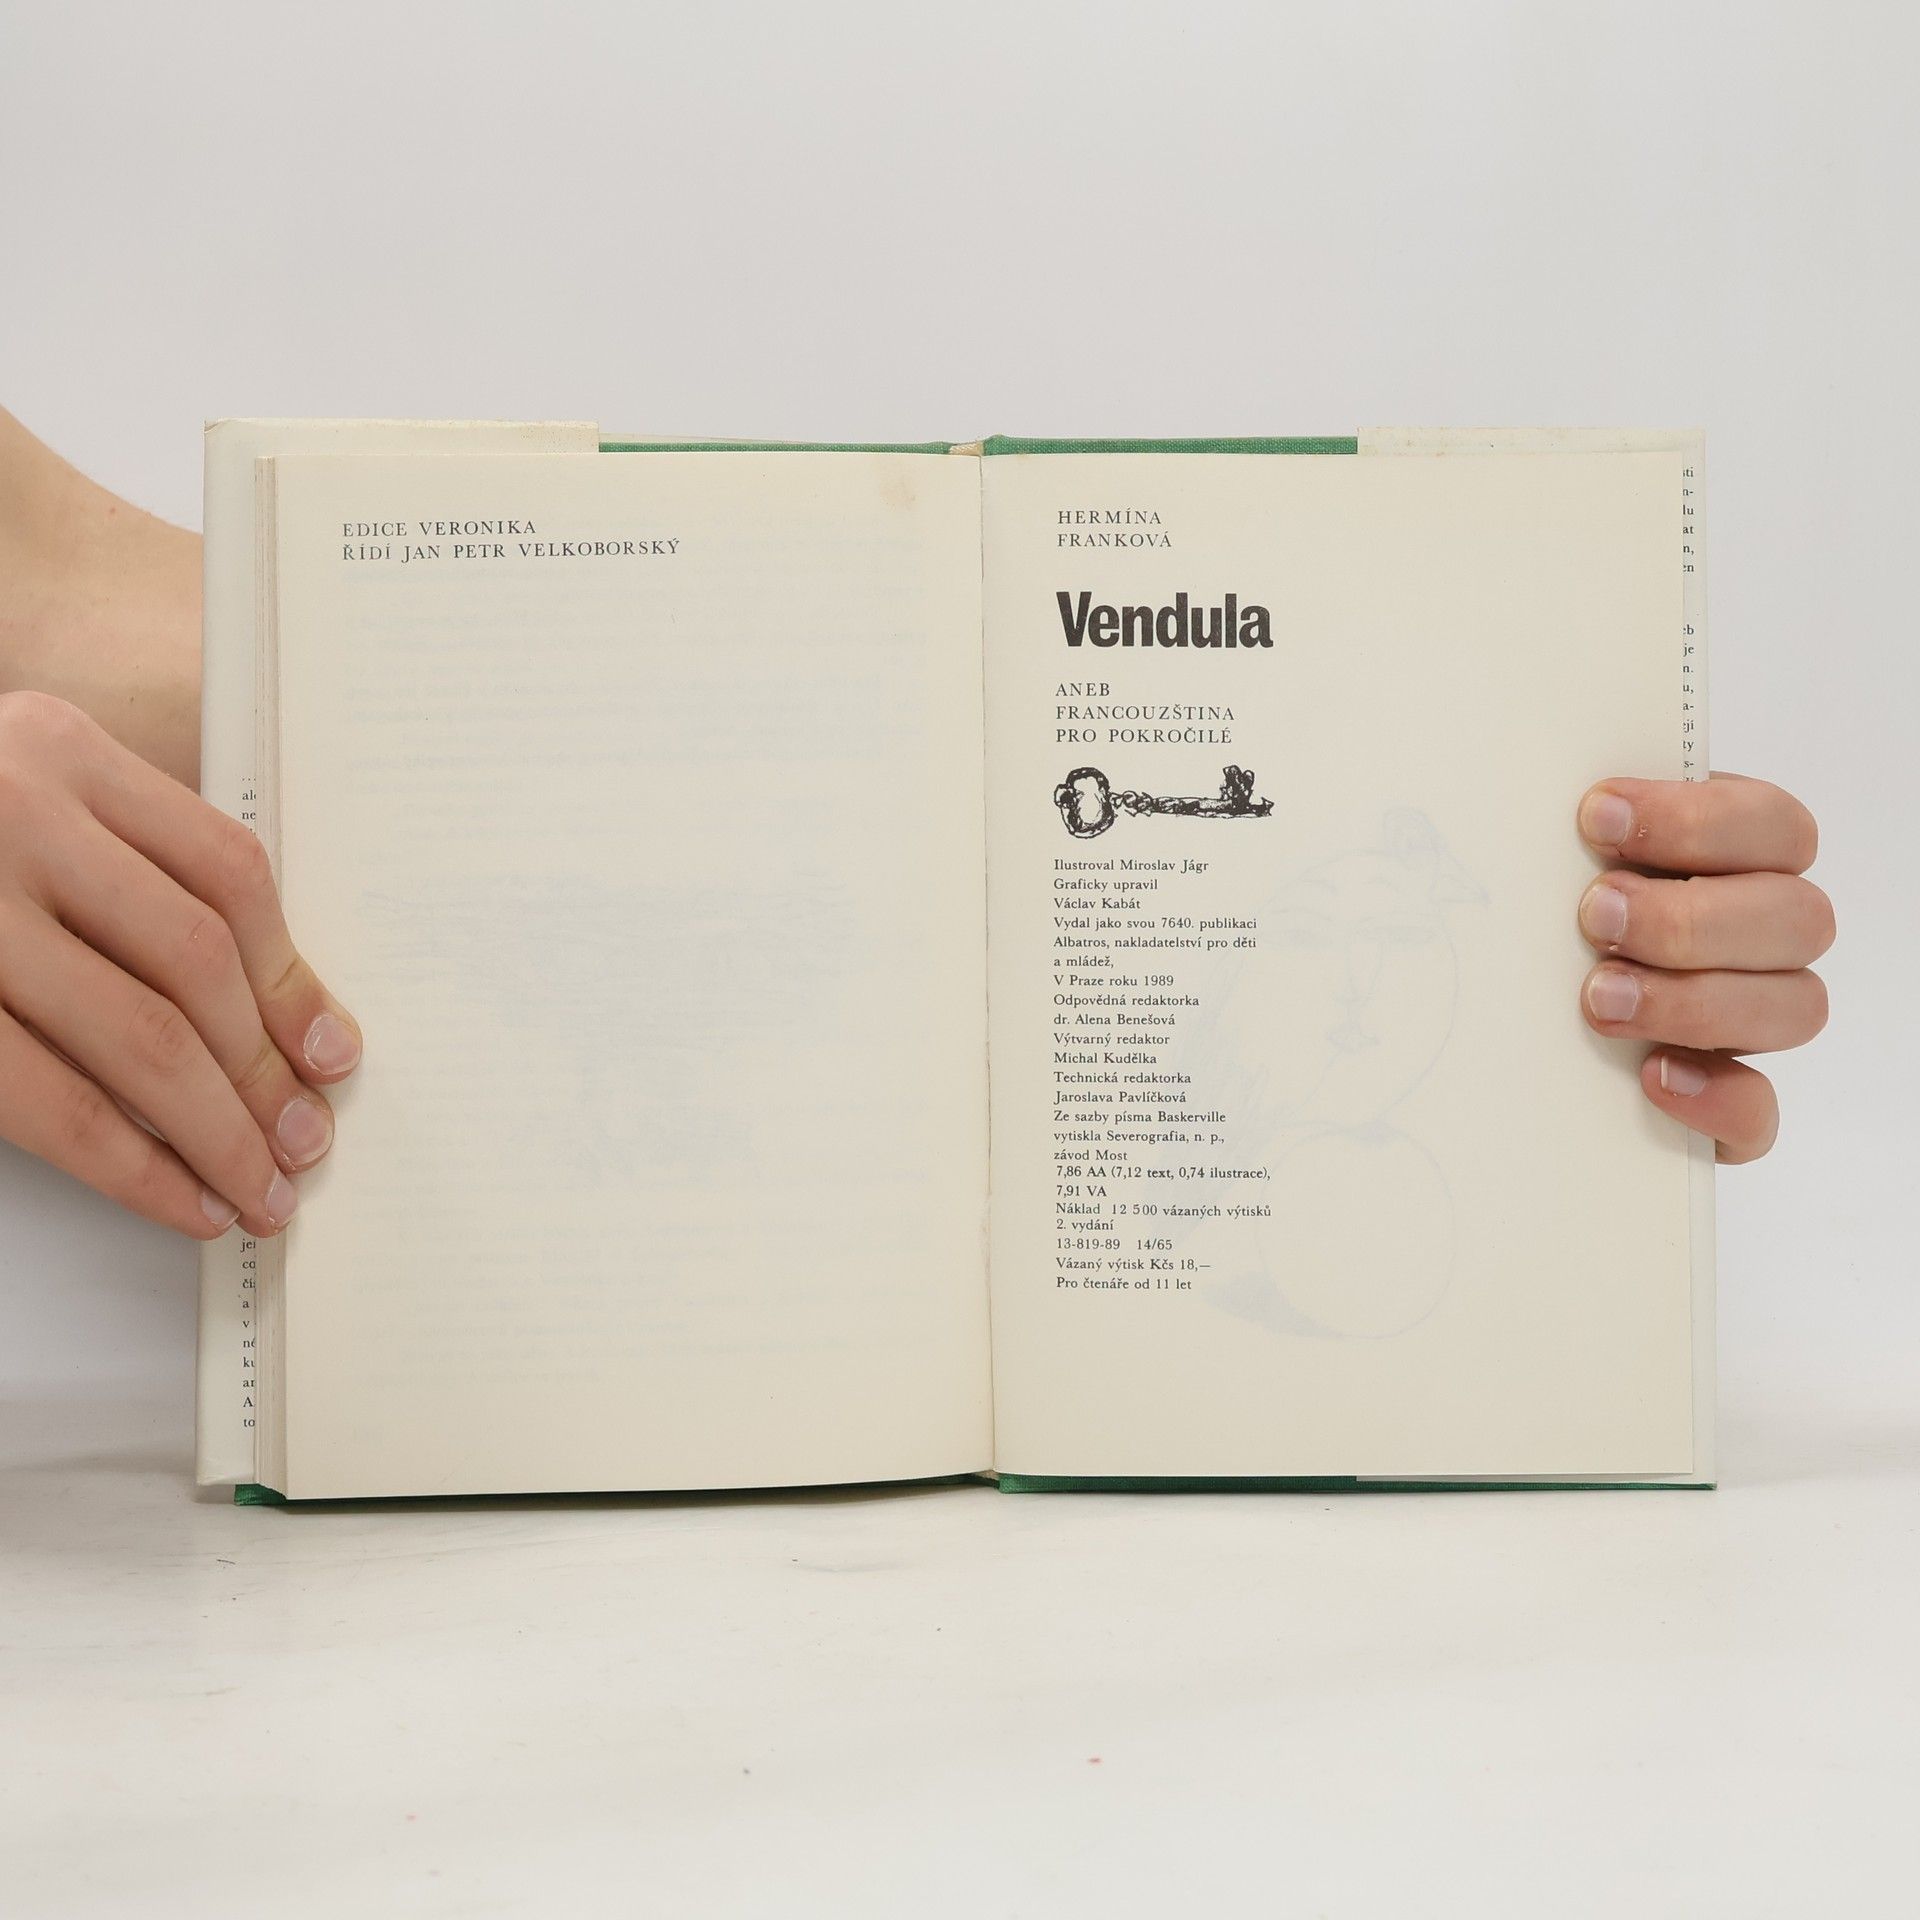 EDICE VERONIKA
ŘÍDÍ JAN PETR VELKOBORSKÝ
HERMÍNA
FRANKOVÁ
Vendula
ANEB
FRANCOUZŠTINA
PRO POKROČILÉ
Ilustroval Miroslav Jágr
Graficky upravil
Václav Kabát
Vydal jako svou 7640. publikaci
Albatros, nakladatelství pro děti
a mládež,
V Praze roku 1989
Odpovědná redaktorka
dr. Alena Benešová
Výtvarný redaktor
Michal Kudělka
Technická redaktorka
Jaroslava Pavlíčková
Ze sazby písma Baskerville
vytiskla Severografia, n. p.,
závod Most
7,86 AA (7,12 text, 0,74 ilustrace),
7,91 VA
Náklad 12 500 vázaných výtisků
2. vydání
13-819-89 14/65
Vázaný výtisk Kčs 18,—
Pro čtenáře od 11 let